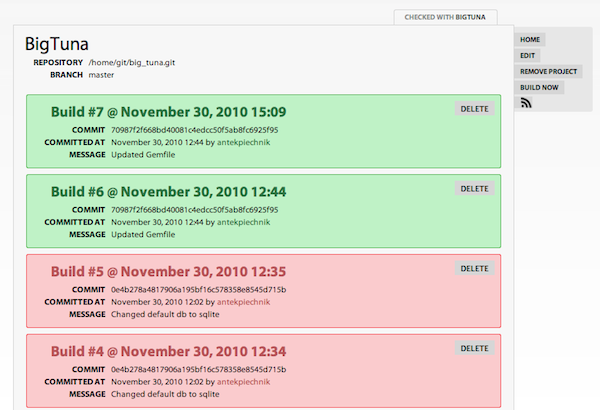 CHECKED WITH BIGTUNA
BigTuna
REPOSITORY /home/git/big_tuna.git
BRANCH master
HOME
EDIT
REMOVE PROJECT
BUILD NOW
Build #7 @ November 30, 2010 15:09
DELETE
COMMIT 70987f2f668bd40081c4edcc50f5ab8fc6925f95
COMMITTED AT November 30, 2010 12:44 by antekpiechnik
MESSAGE Updated Gemfile
Build #6 @ November 30, 2010 12:44
DELETE
COMMIT 70987f2f668bd40081c4edcc50f5ab8fc6925f95
COMMITTED AT November 30, 2010 12:44 by antekpiechnik
MESSAGE Updated Gemfile
Build #5 @ November 30, 2010 12:35
DELETE
COMMIT 0e4b278a4817906a195bf16c578358e8545d715b
COMMITTED AT November 30, 2010 12:02 by antekpiechnik
MESSAGE Changed default db to sqlite
Build #4 @ November 30, 2010 12:34
DELETE
COMMIT 0e4b278a4817906a195bf16c578358e8545d715b
COMMITTED AT November 30, 2010 12:02 by antekpiechnik
MESSAGE Changed default db to sqlite